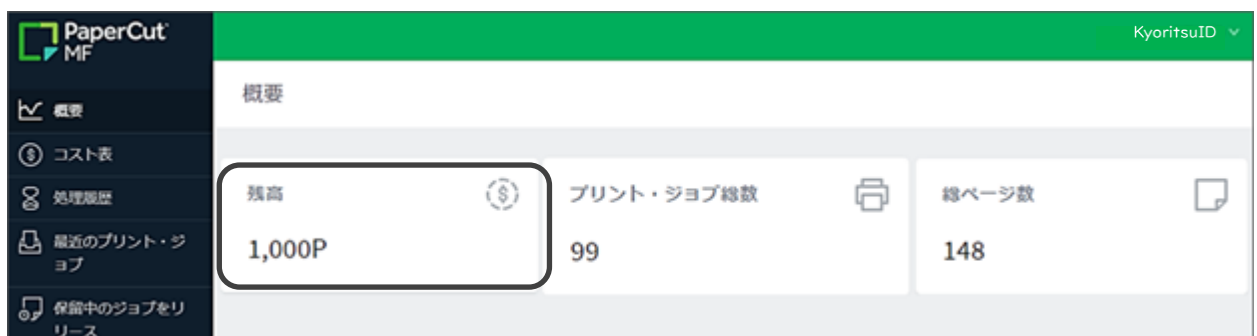 PaperCut
MF
KyoritsuID
概要
概要
コスト表
処理履歴
最近のプリント・ジ
ョブ
保留中のジョブをリ
リース
残高
1,000P
プリント・ジョブ総数
99
総ページ数
148